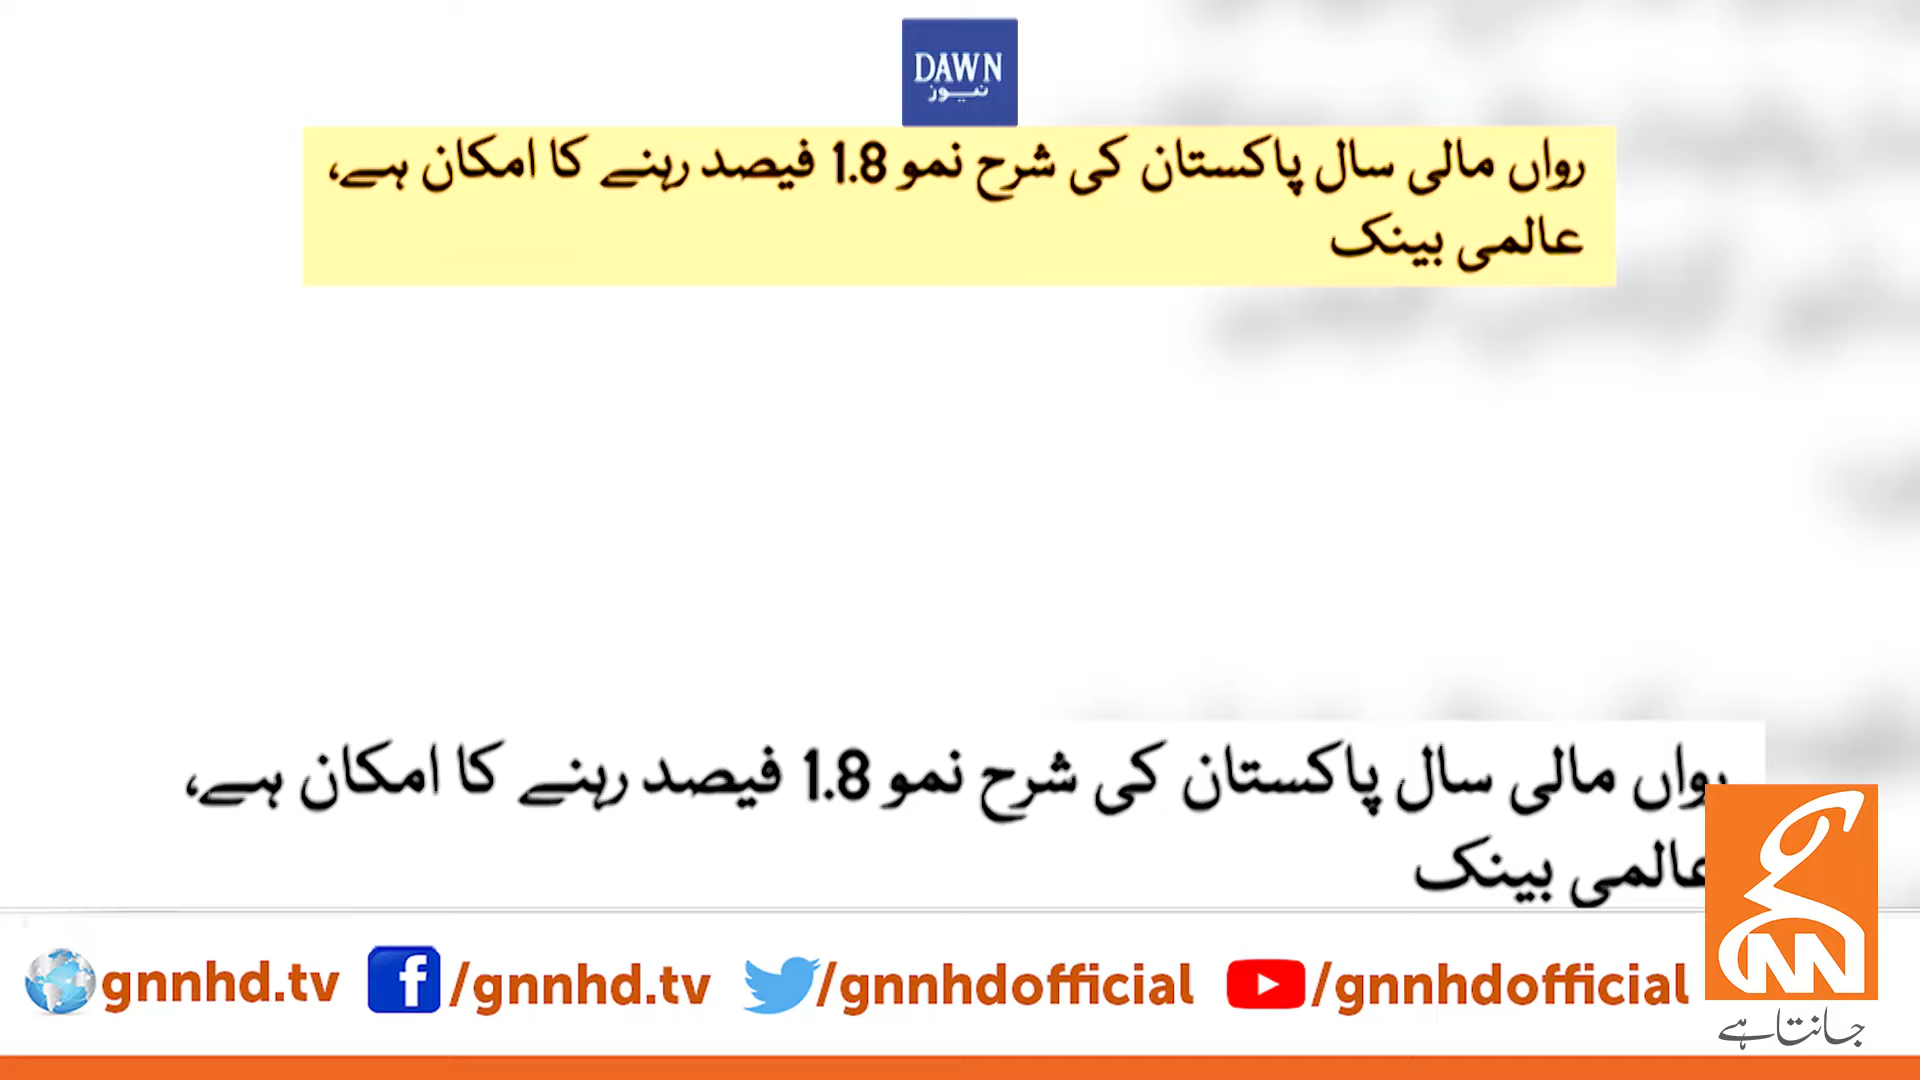 DAWN
نیوز
رواں مالی سال پاکستان کی شرح نمو 1.8 فیصد رہنے کا امکان ہے،
عالمی بینک
رواں مالی سال پاکستان کی شرح نمو 1.8 فیصد رہنے کا امکان ہے،
عالمی بینک
gnnhd.tv /gnnhd.tv /gnnhdofficial /gnnhdofficial
GNN
جانتا ہے